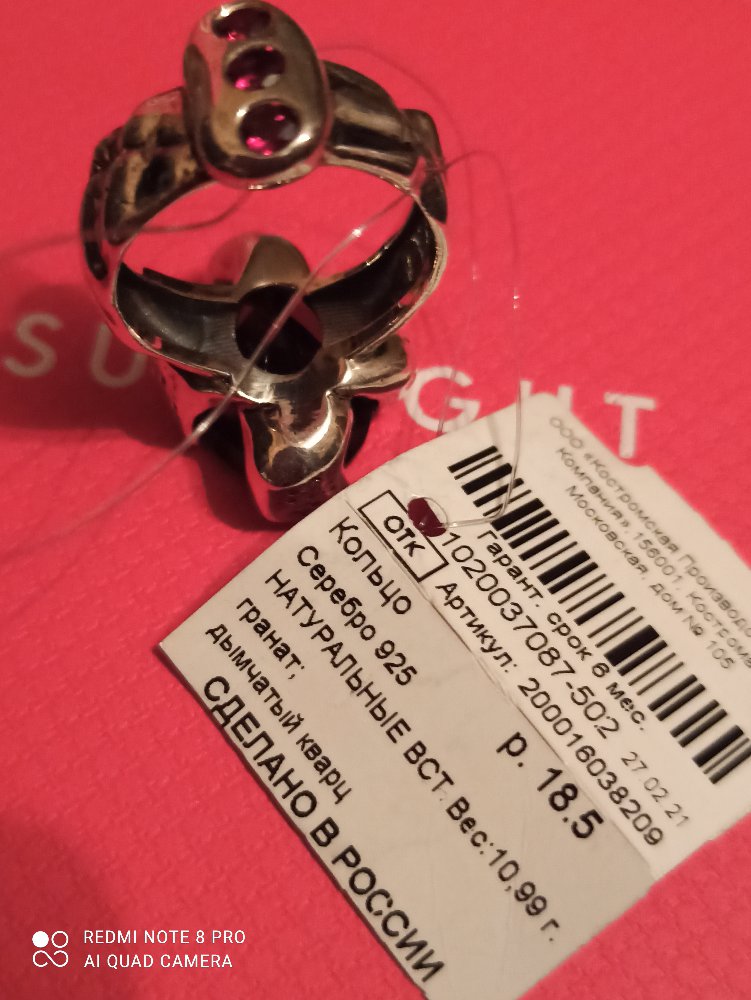 SU GHT
ООО «Костромская Производ
Компания», 156001, Костром
Московская, дом № 105
ОТК
Гарант. срок 6 мес.
1020037087-502 27.02.21
Артикул: 200016038209
Кольцо р. 18.5
Серебро 925
НАТУРАЛЬНЫЕ ВСТ. Вес:10,99 г.
гранат;
дымчатый кварц
СДЕЛАНО В РОССИИ
REDMI NOTE 8 PRO
AI QUAD CAMERA